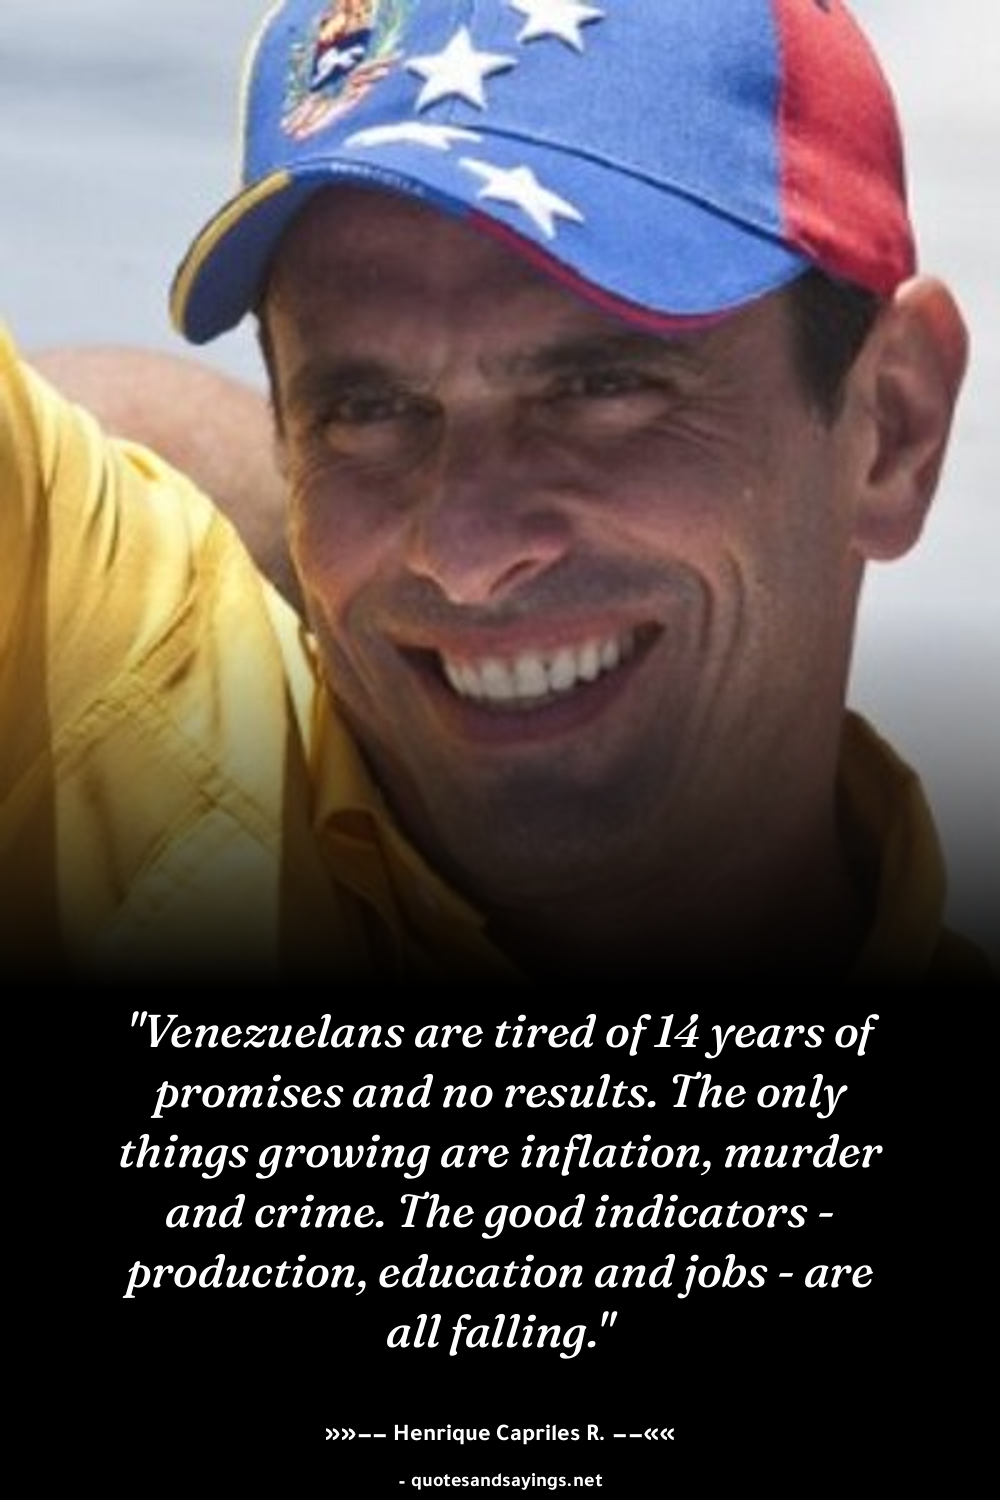 "Venezuelans are tired of 14 years of
promises and no results. The only
things growing are inflation, murder
and crime. The good indicators -
production, education and jobs - are
all falling."
»»−− Henrique Capriles R. −−««
- quotesandsayings.net